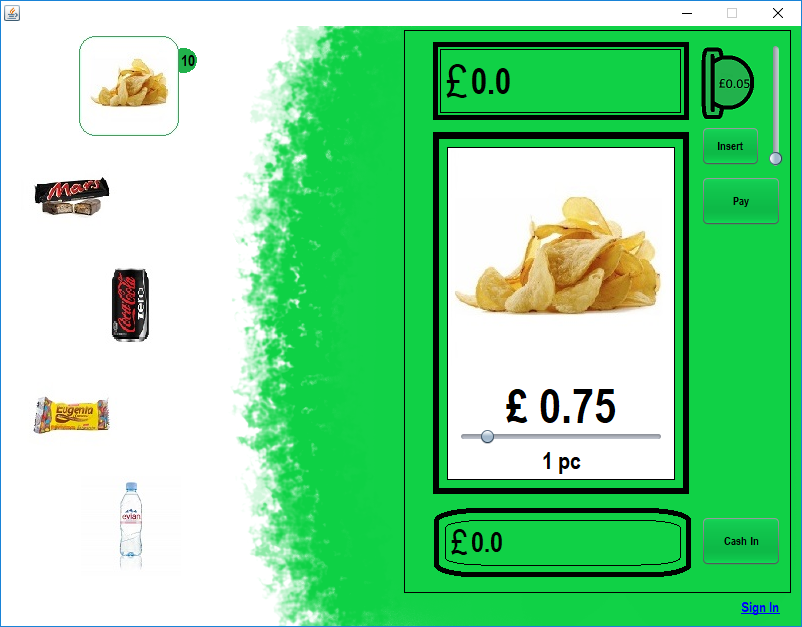 10
Mars
Coca-Cola
zero
Eugenia
evian
£0.0
£0.05
Insert
Pay
£ 0.75
1 pc
£0.0
Cash In
Sign In